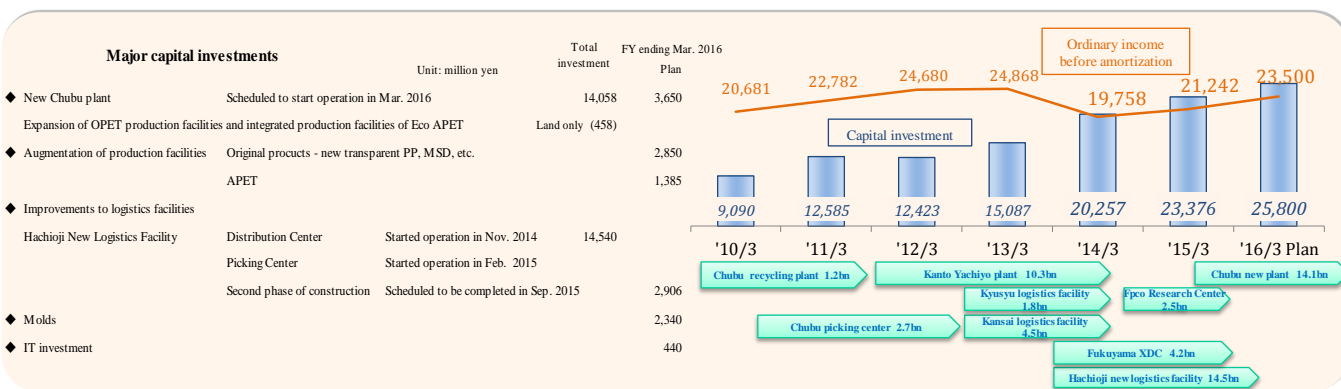 Major capital investments
Unit: million yen
Total investment
FY ending Mar. 2016
Plan
◆ New Chubu plant Scheduled to start operation in Mar. 2016 14,058 3,650
Expansion of OPET production facilities and integrated production facilities of Eco APET Land only (458)
◆ Augmentation of production facilities Original procucts - new transparent PP, MSD, etc. 2,850
APET 1,385
◆ Improvements to logistics facilities
Hachioji New Logistics Facility Distribution Center Started operation in Nov. 2014 14,540
Picking Center Started operation in Feb. 2015
Second phase of construction Scheduled to be completed in Sep. 2015 2,906
◆ Molds 2,340
◆ IT investment 440
Ordinary income
before amortization
20,681 22,782 24,680 24,868 19,758 21,242 23,500
Capital investment
9,090 12,585 12,423 15,087 20,257 23,376 25,800
'10/3 '11/3 '12/3 '13/3 '14/3 '15/3 '16/3 Plan
Chubu recycling plant 1.2bn
Kanto Yachiyo plant 10.3bn
Chubu new plant 14.1bn
Kyusyu logistics facility
1.8bn
Fpco Research Center
2.5bn
Chubu picking center 2.7bn
Kansai logistics facility
4.5bn
Fukuyama XDC 4.2bn
Hachioji new logistics facility 14.5bn